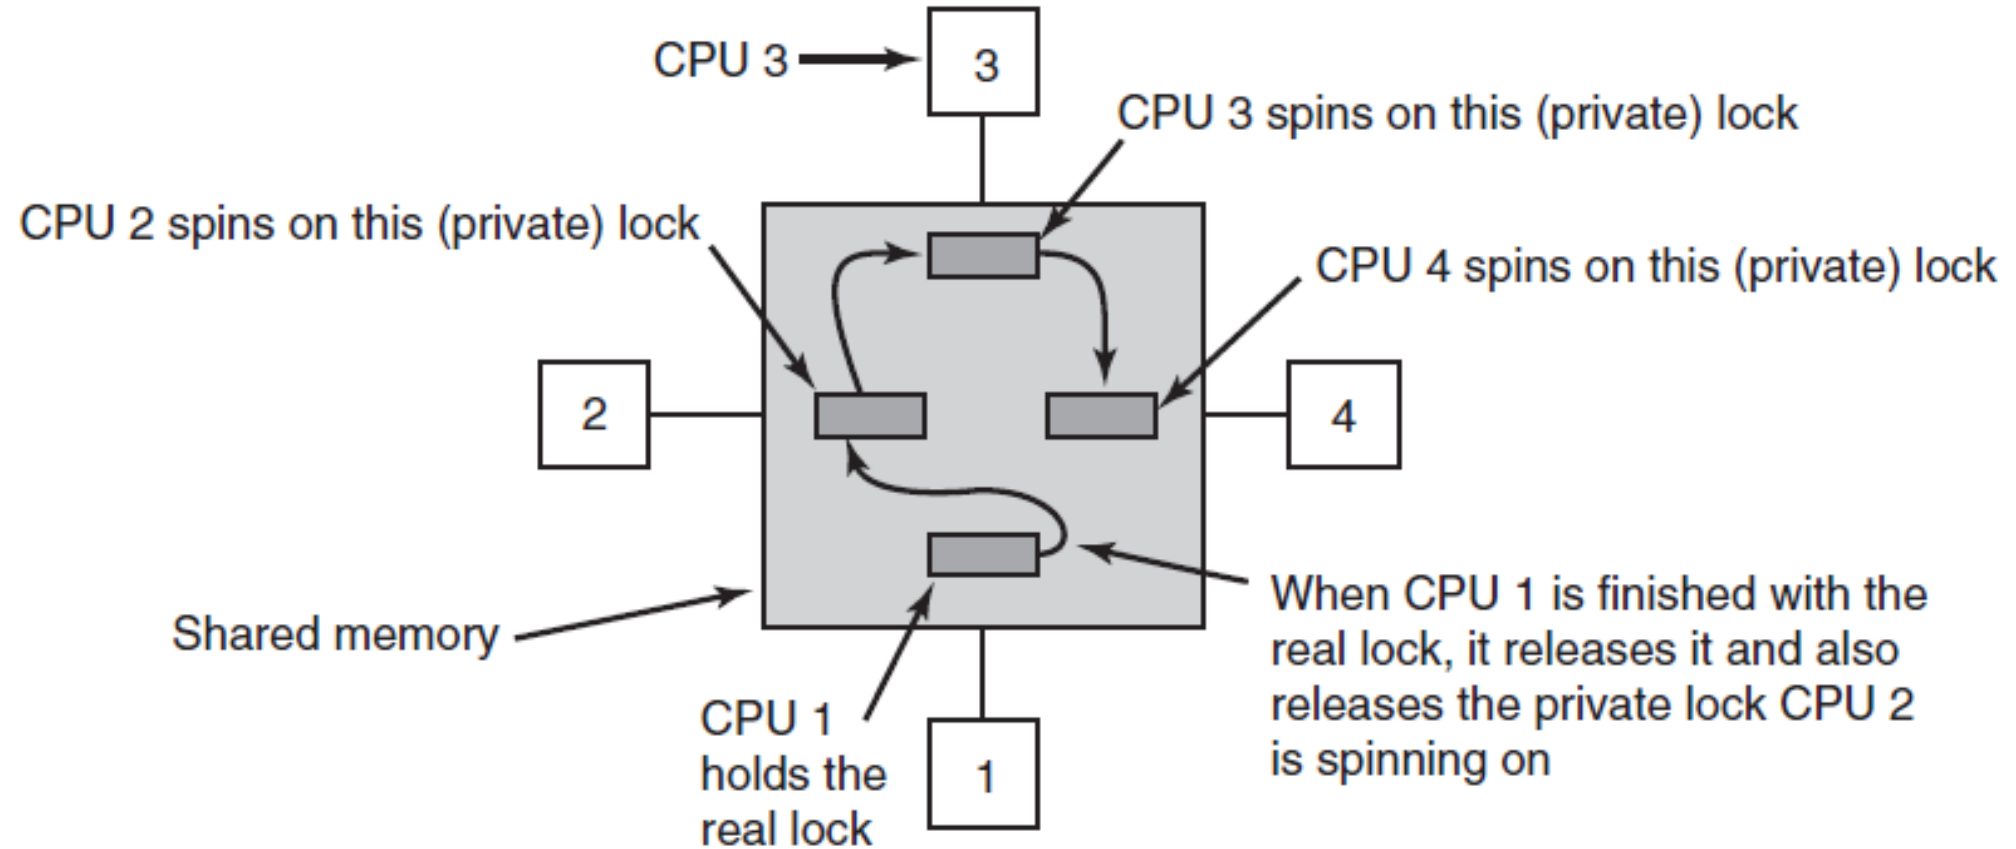 CPU 3
3
CPU 3 spins on this (private) lock
CPU 2 spins on this (private) lock
CPU 4 spins on this (private) lock
2
4
Shared memory
When CPU 1 is finished with the
real lock, it releases it and also
releases the private lock CPU 2
is spinning on
CPU 1
holds the
real lock
1